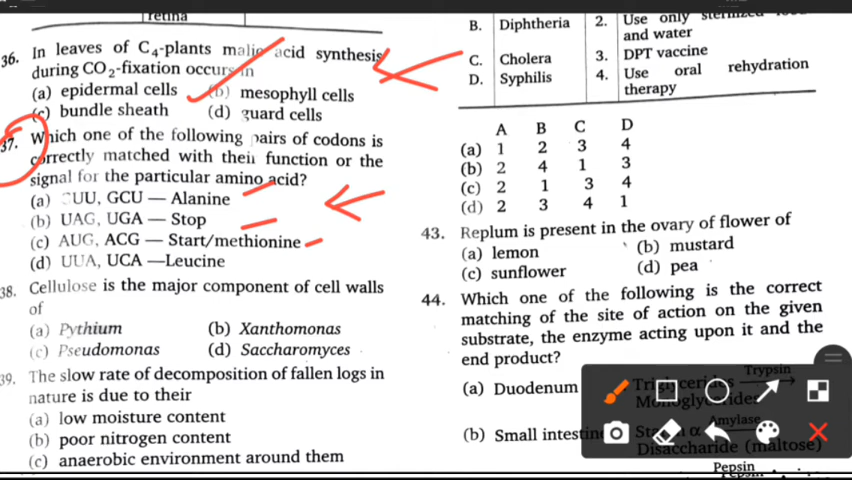 retina
36. In leaves of C4-plants malic acid synthesis
during CO2-fixation occurs in
(a) epidermal cells (b) mesophyll cells
(c) bundle sheath (d) guard cells
37. Which one of the following pairs of codons is
correctly matched with their function or the
signal for the particular amino acid?
(a) GUU, GCU — Alanine
(b) UAG, UGA — Stop
(c) AUG, ACG — Start/methionine
(d) UUA, UCA —Leucine
38. Cellulose is the major component of cell walls
of
(a) Pythium (b) Xanthomonas
(c) Pseudomonas (d) Saccharomyces
39. The slow rate of decomposition of fallen logs in
nature is due to their
(a) low moisture content
(b) poor nitrogen content
(c) anaerobic environment around them
B. Diphtheria 2. Use only sterilized food
and water
C. Cholera 3. DPT vaccine
D. Syphilis 4. Use oral rehydration
therapy
A B C D
(a) 1 2 3 4
(b) 2 4 1 3
(c) 2 1 3 4
(d) 2 3 4 1
43. Replum is present in the ovary of flower of
(a) lemon (b) mustard
(c) sunflower (d) pea
44. Which one of the following is the correct
matching of the site of action on the given
substrate, the enzyme acting upon it and the
end product?
(a) Duodenum Triglycerides Trypsin
Monoglycerides
(b) Small intestine Amylase
Disaccharide (maltose)
Pepsin